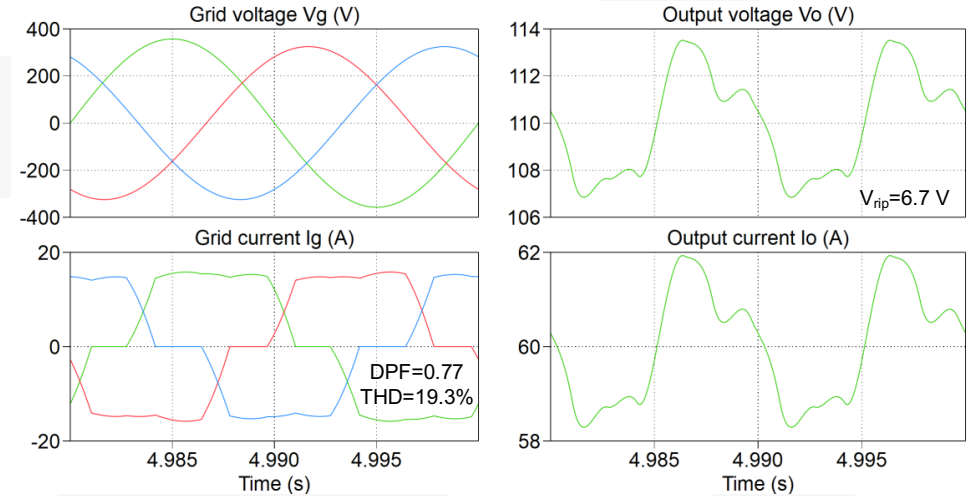 Grid voltage Vg (V)
400
200
0
-200
-400
Output voltage Vo (V)
114
112
110
108
106
Vrip=6.7 V
Grid current Ig (A)
20
0
-20
DPF=0.77
THD=19.3%
4.985 4.990 4.995
Time (s)
Output current Io (A)
62
60
58
4.985 4.990 4.995
Time (s)